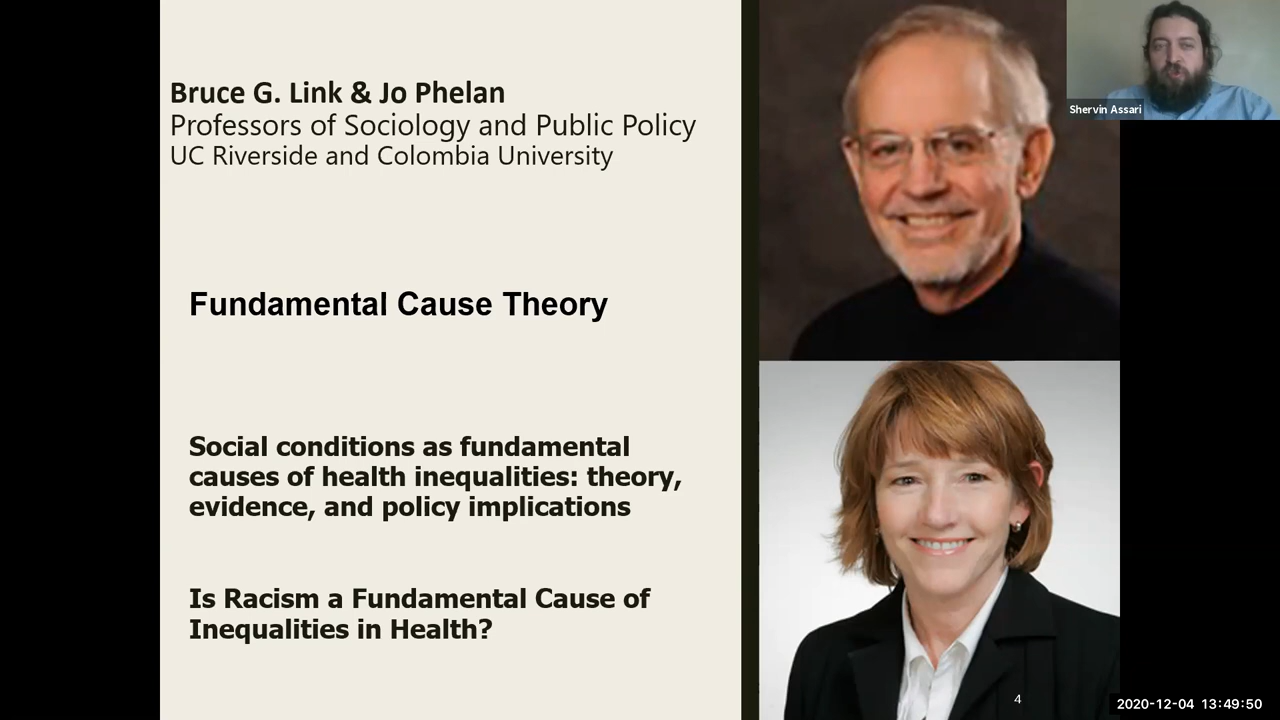 Bruce G. Link & Jo Phelan
Professors of Sociology and Public Policy
UC Riverside and Colombia University
Fundamental Cause Theory
Social conditions as fundamental
causes of health inequalities: theory,
evidence, and policy implications
Is Racism a Fundamental Cause of
Inequalities in Health?
Shervin Assari
4
2020-12-04 13:49:50